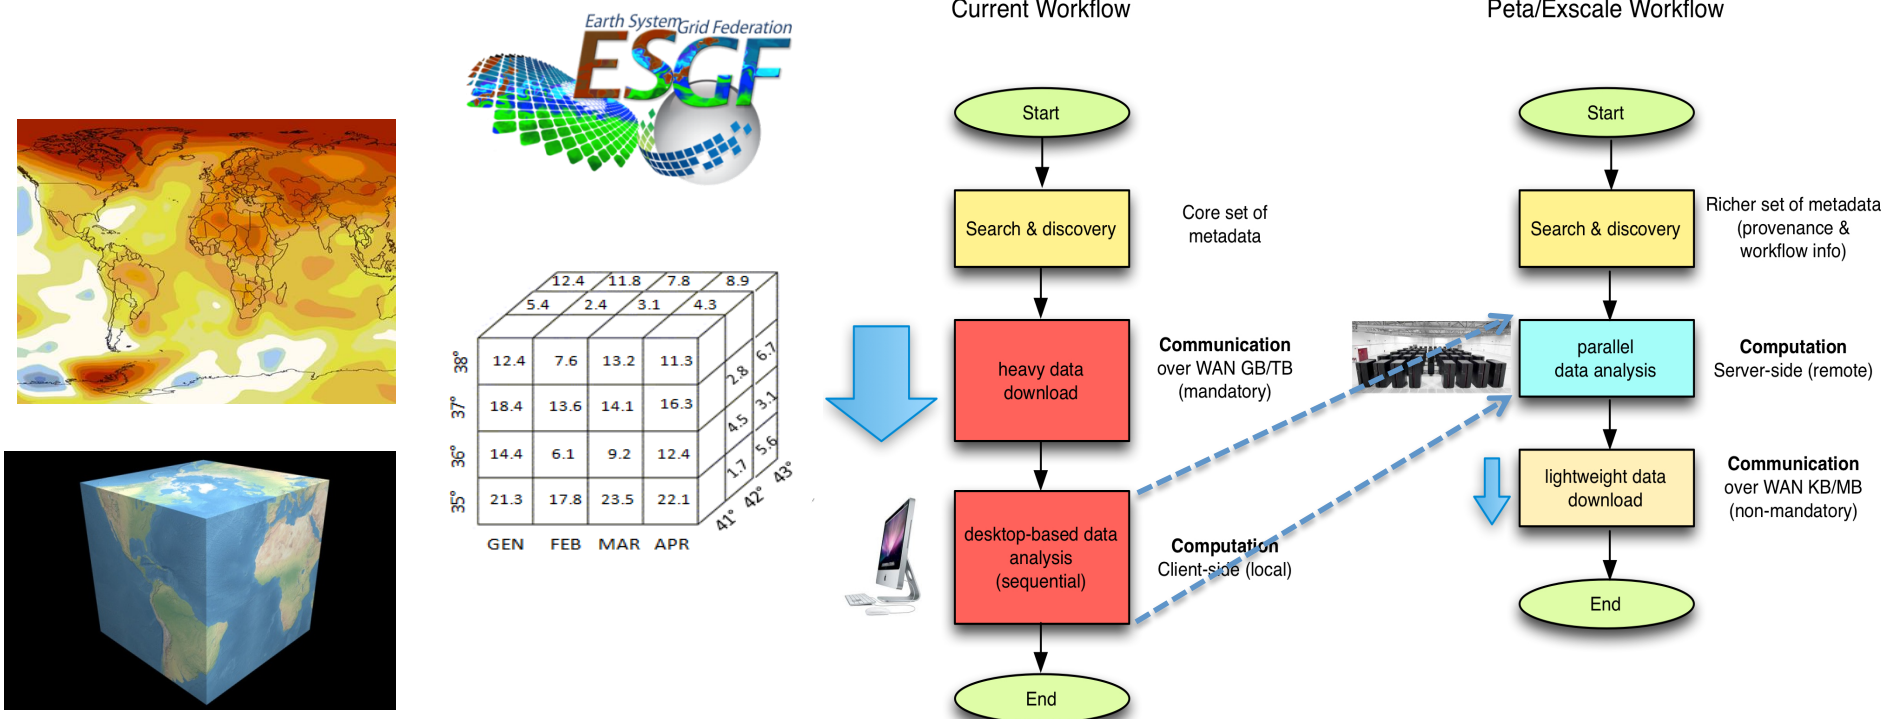 Earth System Grid Federation
ESGF
12.4 11.8 7.8 8.9
5.4 2.4 3.1 4.3
38° 12.4 7.6 13.2 11.3
37° 18.4 13.6 14.1 16.3
36° 14.4 6.1 9.2 12.4
35° 21.3 17.8 23.5 22.1
2.8 6.7
4.5 3.1
1.7 5.6
41° 42° 43°
GEN FEB MAR APR
Current Workflow
Start
Search & discovery
Core set of
metadata
heavy data
download
Communication
over WAN GB/TB
(mandatory)
desktop-based data
analysis
(sequential)
Computation
Client-side (local)
End
Peta/Exscale Workflow
Start
Search & discovery
Richer set of metadata
(provenance &
workflow info)
parallel
data analysis
Computation
Server-side (remote)
lightweight data
download
Communication
over WAN KB/MB
(non-mandatory)
End